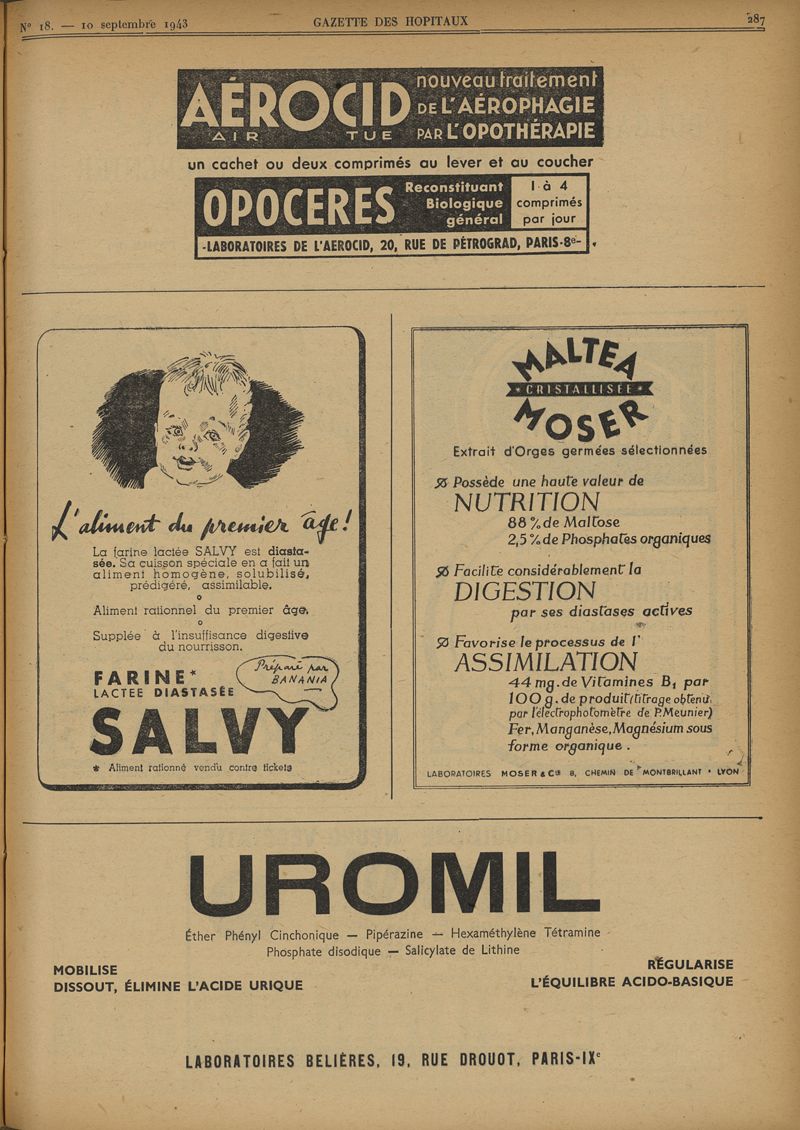 Nº 18. — 10 septembre 1943
GAZETTE DES HOPITAUX
287
AÉROCID
AIR TUE
nouveau traitement
DE L'AÉROPHAGIE
PAR L'OPOTHÉRAPIE
un cachet ou deux comprimés au lever et au coucher
OPOCERES
Reconstituant
Biologique
général
1 à 4
comprimés
par jour
-LABORATOIRES DE L'AEROCID, 20, RUE DE PÉTROGRAD, PARIS-8e-
L'aliment du premier âge!
La farine lactée SALVY est diasta-
sée. Sa cuisson spéciale en a fait un
aliment homogène, solubilisé,
prédigéré, assimilable.
o
Aliment rationnel du premier âge.
o
Supplée à l'insuffisance digestive
du nourrisson.
FARINE*
LACTEE DIASTASÉE
Préparé par
BANANIA
SALVY
* Aliment rationné vendu contre tickets
MALTEA
* CRISTALLISÉE *
MOSER
Extrait d'Orges germées sélectionnées
Possède une haute valeur de
NUTRITION
88 % de Maltose
2,5 % de Phosphates organiques
Facilite considérablement la
DIGESTION
par ses diastases actives
Favorise le processus de l'
ASSIMILATION
44 mg. de Vitamines B1 par
100 g. de produit (titrage obtenu
par l'électrophotomètre de P. Meunier)
Fer, Manganèse, Magnésium sous
forme organique.
LABORATOIRES MOSER & Cie 8, CHEMIN DE MONTBRILLANT • LYON
UROMIL
Éther Phényl Cinchonique — Pipérazine — Hexaméthylène Tétramine
Phosphate disodique — Salicylate de Lithine
MOBILISE
DISSOUT, ÉLIMINE L'ACIDE URIQUE
RÉGULARISE
L'ÉQUILIBRE ACIDO-BASIQUE
LABORATOIRES BELIÈRES, 19, RUE DROUOT, PARIS-IXe